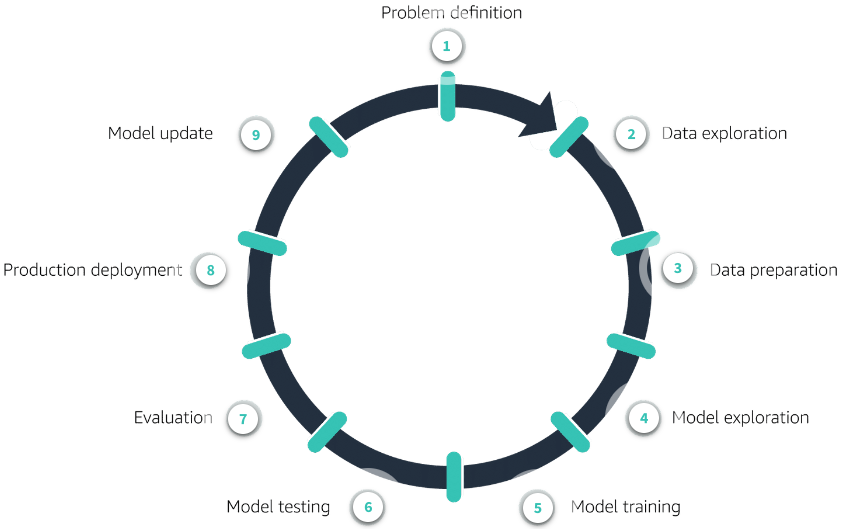 Problem definition
1
2 Data exploration
3 Data preparation
4 Model exploration
5 Model training
6 Model testing
7 Evaluation
8 Production deployment
9 Model update